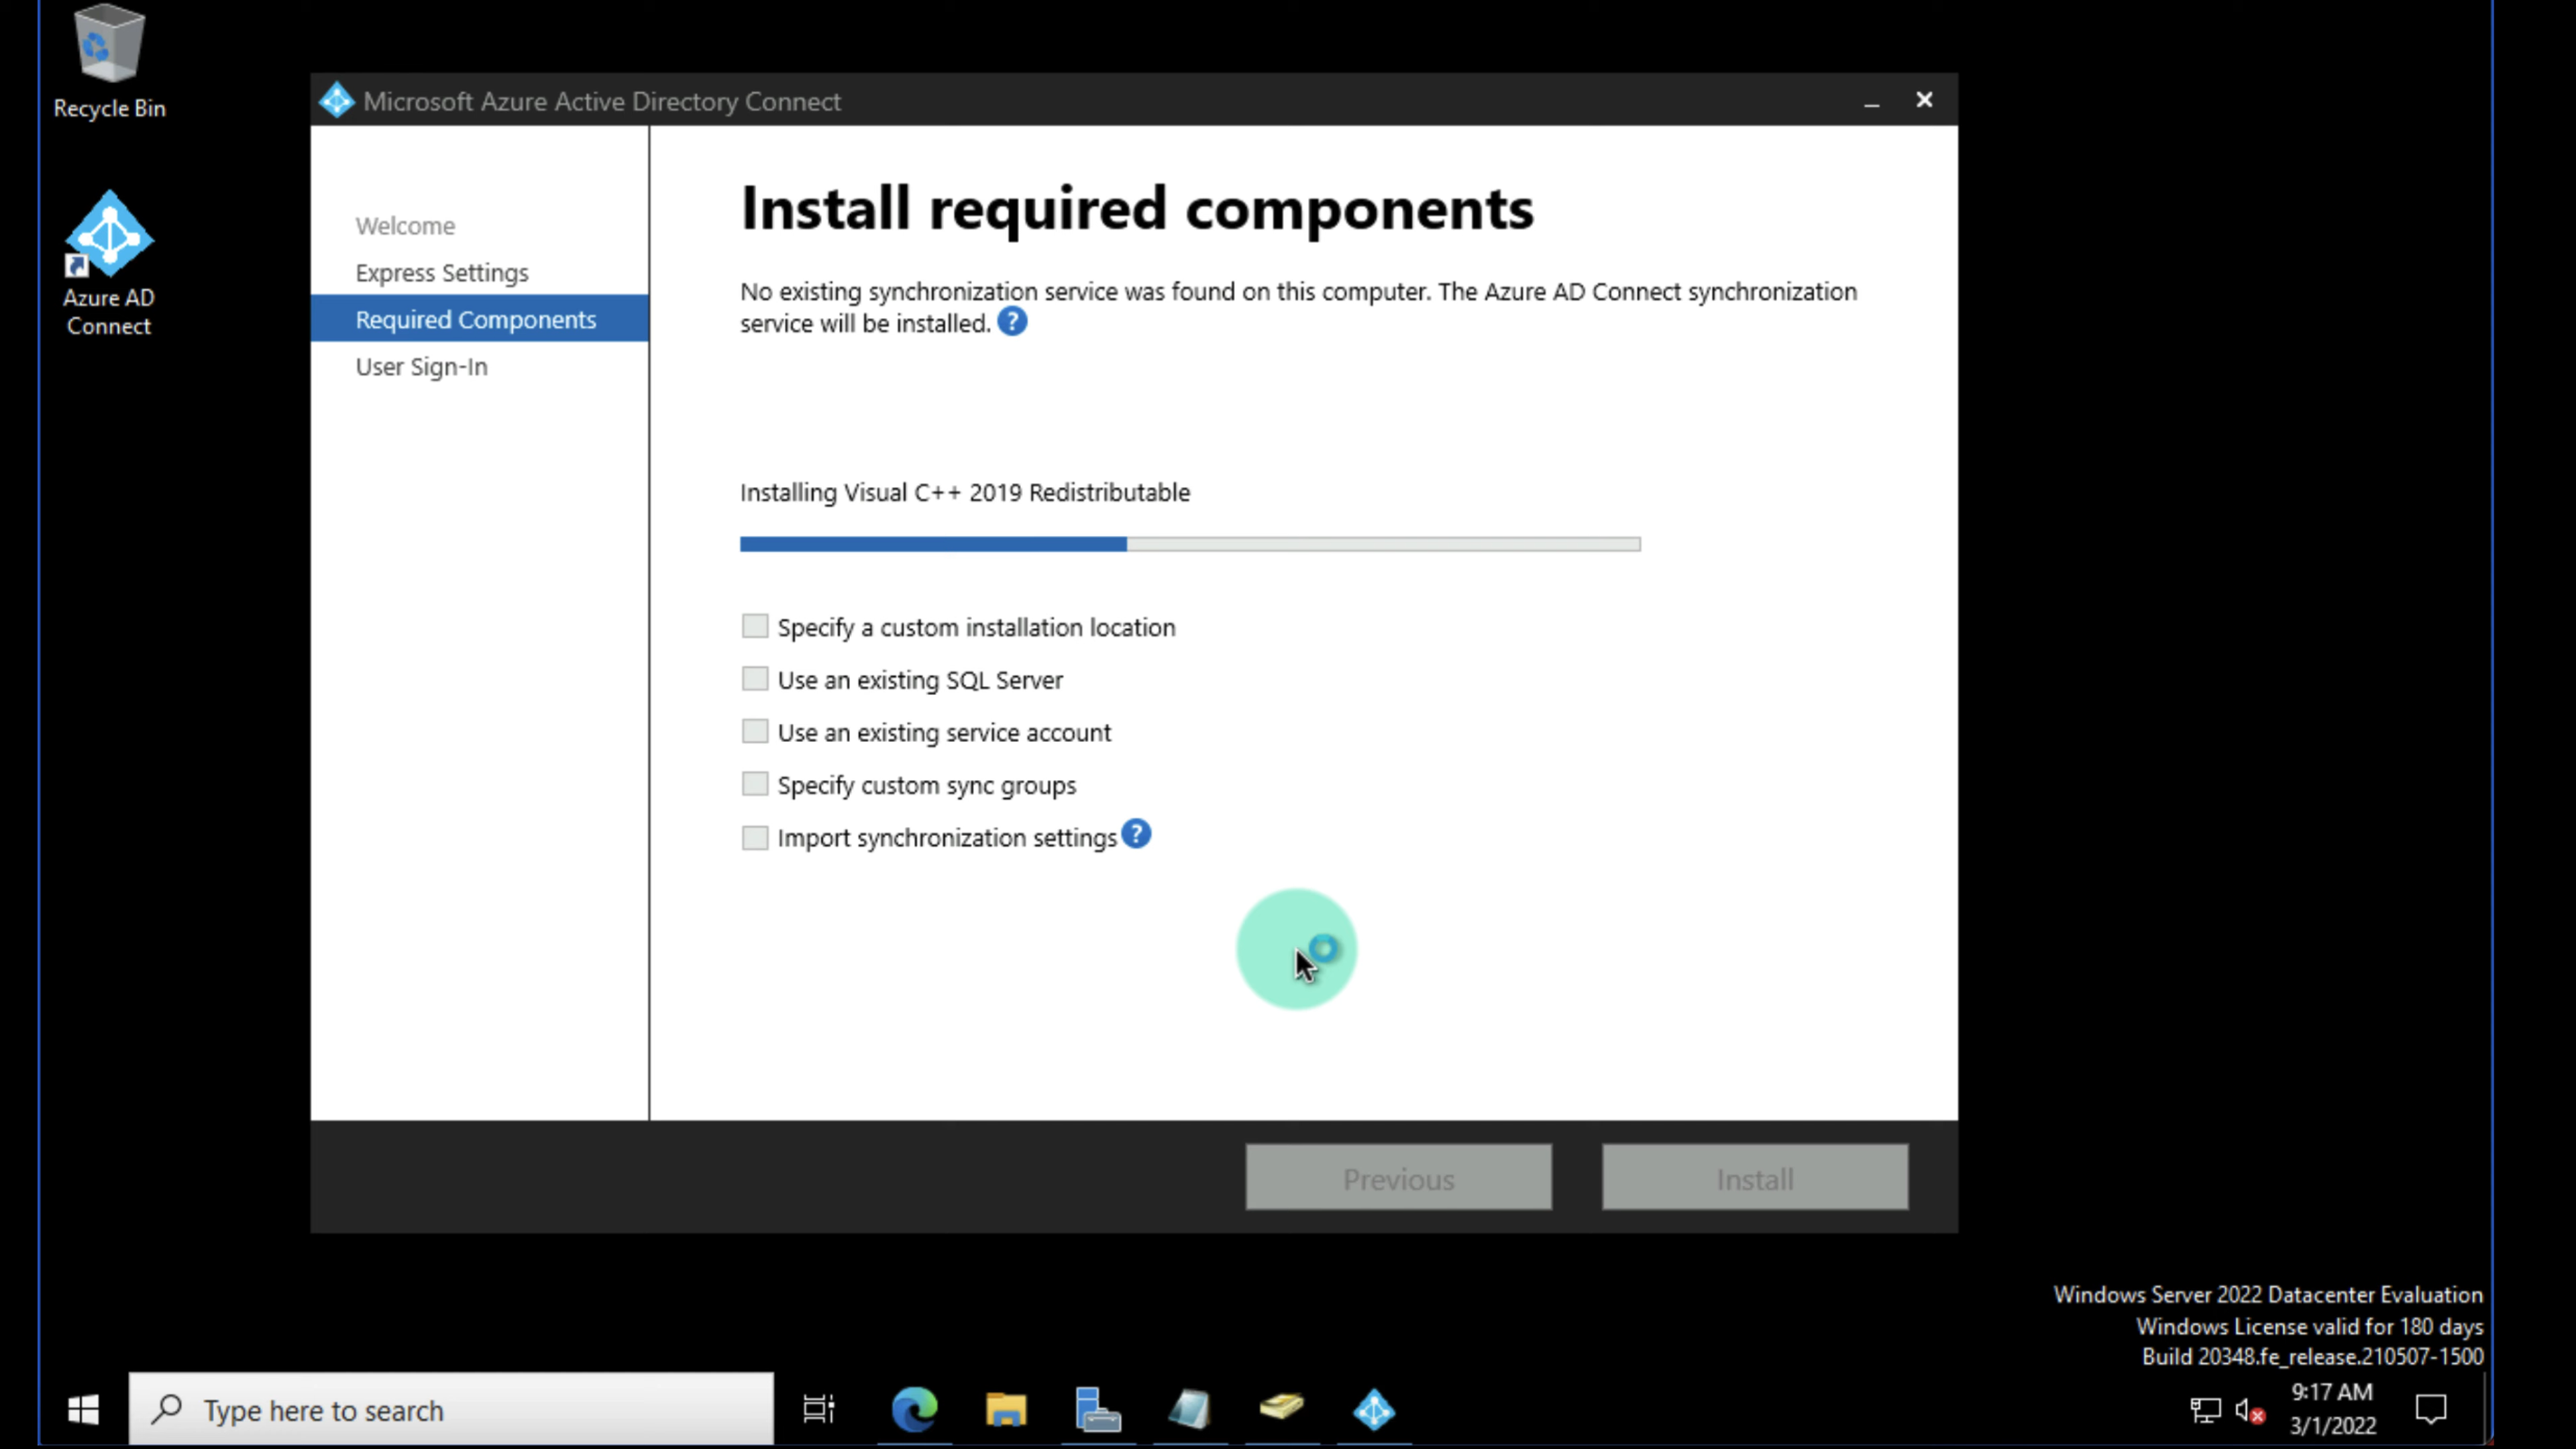 Recycle Bin
Azure AD
Connect
Microsoft Azure Active Directory Connect
Welcome
Express Settings
Required Components
User Sign-In
Install required components
No existing synchronization service was found on this computer. The Azure AD Connect synchronization
service will be installed. ?
Installing Visual C++ 2019 Redistributable
Specify a custom installation location
Use an existing SQL Server
Use an existing service account
Specify custom sync groups
Import synchronization settings ?
Previous
Install
Windows Server 2022 Datacenter Evaluation
Windows License valid for 180 days
Build 20348.fe_release.210507-1500
Type here to search
9:17 AM
3/1/2022